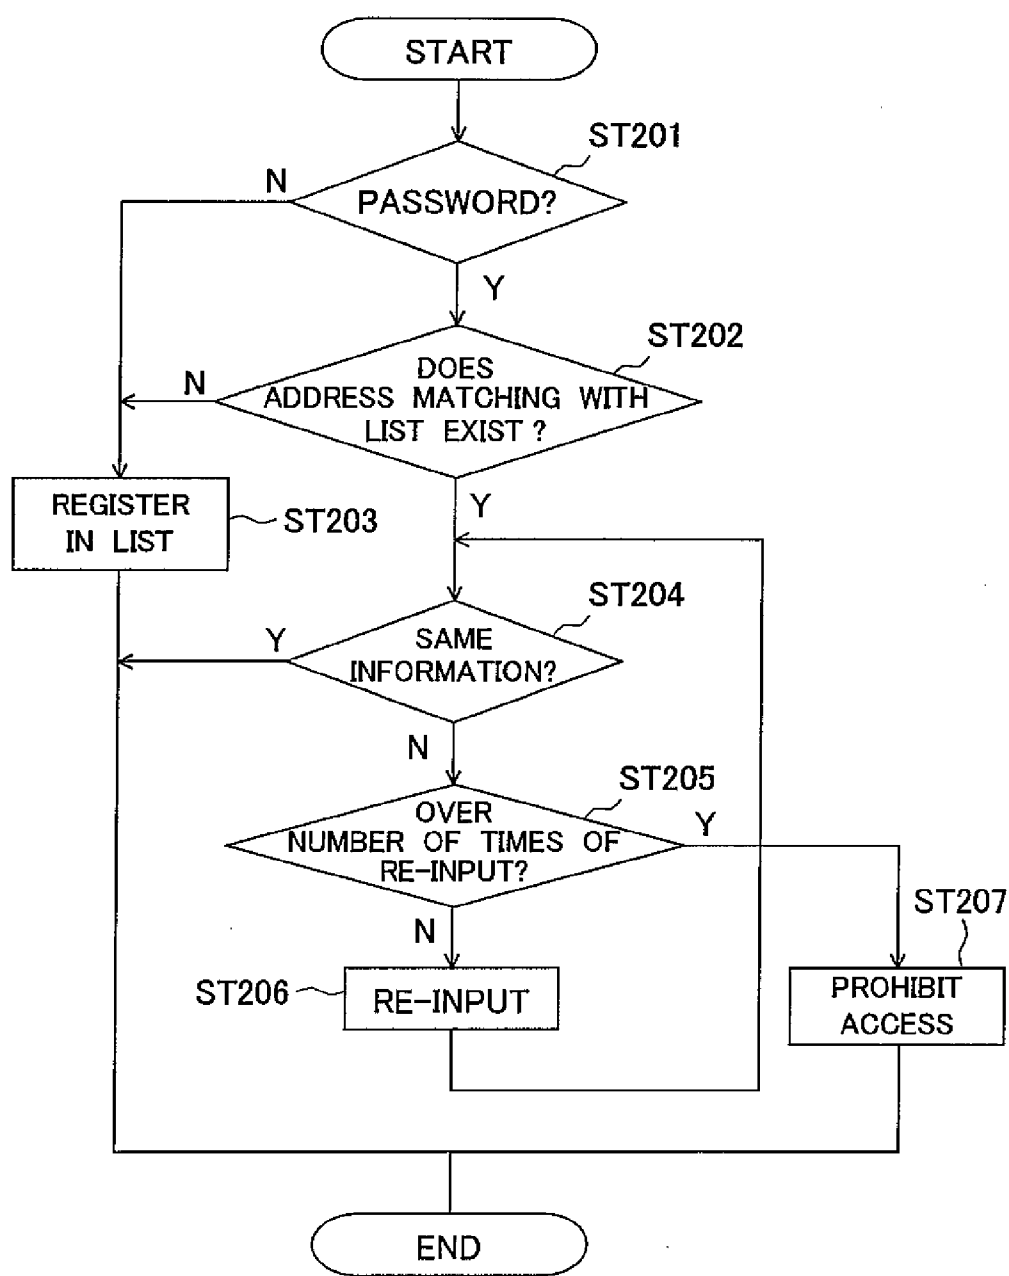 START
ST201
N
PASSWORD?
Y
ST202
DOES
N
ADDRESS MATCHING WITH
LIST EXIST ?
REGISTER
IN LIST
ST203
Y
ST204
Y
SAME
INFORMATION?
N
ST205
OVER
Y
NUMBER OF TIMES OF
RE-INPUT?
N
ST207
ST206
RE-INPUT
PROHIBIT
ACCESS
END